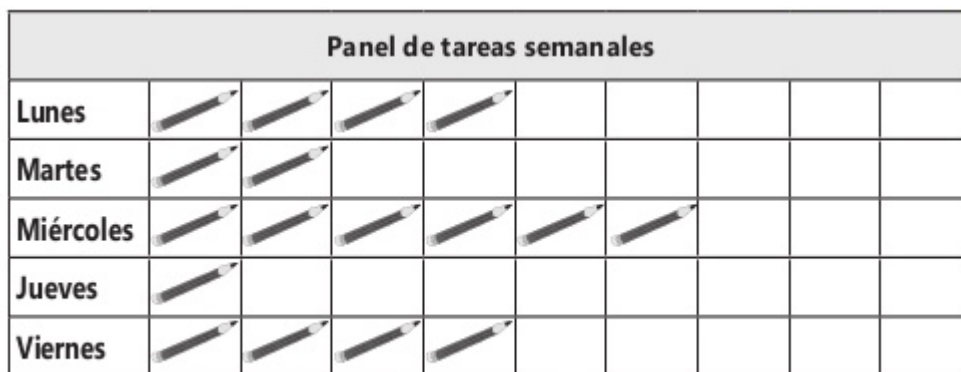 Panel de tareas semanales
Lunes
Martes
Miércoles
Jueves
Viernes